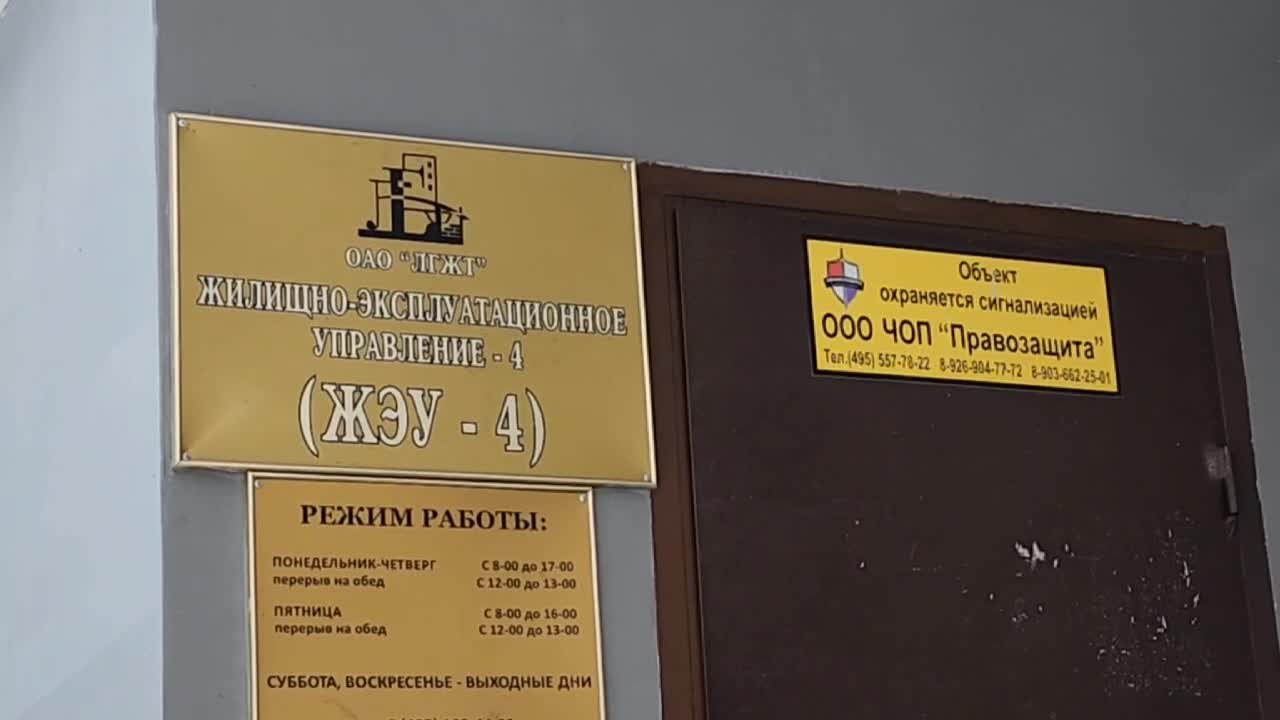 ОАО "ЛГЖТ"
ЖИЛИЩНО-ЭКСПЛУАТАЦИОННОЕ
УПРАВЛЕНИЕ - 4
(ЖЭУ - 4)
РЕЖИМ РАБОТЫ:
ПОНЕДЕЛЬНИК-ЧЕТВЕРГ С 8-00 до 17-00
перерыв на обед С 12-00 до 13-00
ПЯТНИЦА С 8-00 до 16-00
перерыв на обед С 12-00 до 13-00
СУББОТА, ВОСКРЕСЕНЬЕ - ВЫХОДНЫЕ ДНИ
Объект
охраняется сигнализацией
ООО ЧОП "Правозащита"
Тел.(495) 557-78-22 8-926-904-77-72 8-903-662-25-01